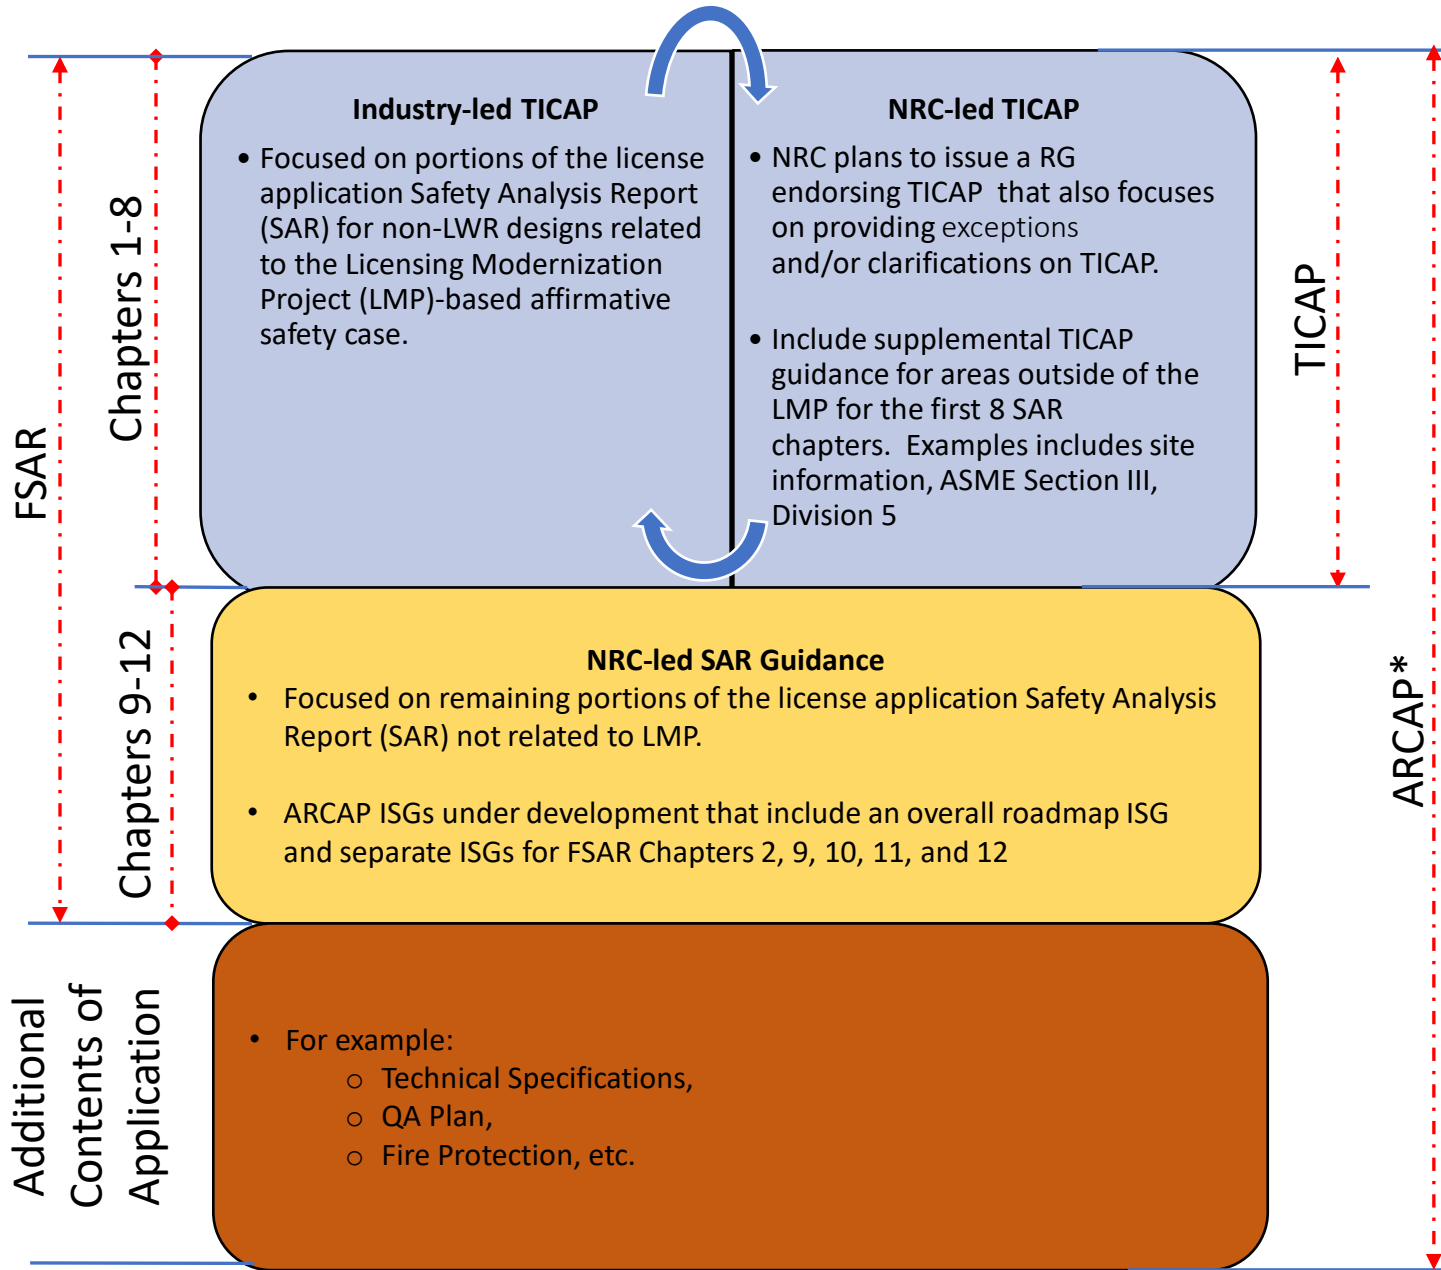 FSAR
Chapters 1-8
Chapters 9-12
Additional
Contents of
Application
Industry-led TICAP
• Focused on portions of the license
application Safety Analysis Report
(SAR) for non-LWR designs related
to the Licensing Modernization
Project (LMP)-based affirmative
safety case.
NRC-led TICAP
• NRC plans to issue a RG
endorsing TICAP that also focuses
on providing exceptions
and/or clarifications on TICAP.
• Include supplemental TICAP
guidance for areas outside of the
LMP for the first 8 SAR
chapters. Examples includes site
information, ASME Section III,
Division 5
NRC-led SAR Guidance
• Focused on remaining portions of the license application Safety Analysis
Report (SAR) not related to LMP.
• ARCAP ISGs under development that include an overall roadmap ISG
and separate ISGs for FSAR Chapters 2, 9, 10, 11, and 12
• For example:
o Technical Specifications,
o QA Plan,
o Fire Protection, etc.
TICAP
ARCAP*